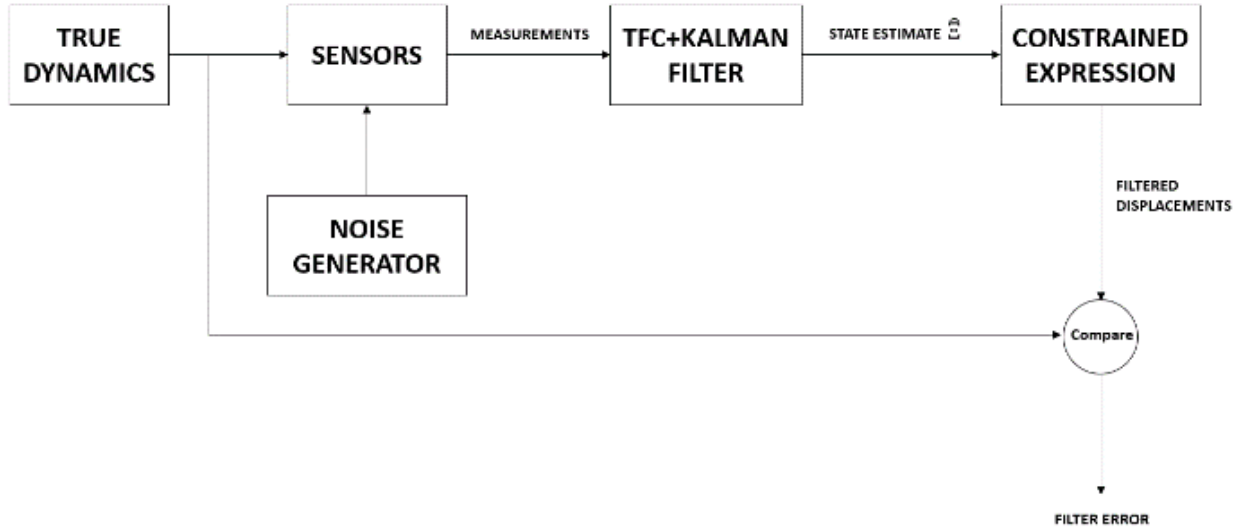 TRUE
DYNAMICS
SENSORS
MEASUREMENTS
TFC+KALMAN
FILTER
STATE ESTIMATE Ξ̂
CONSTRAINED
EXPRESSION
NOISE
GENERATOR
FILTERED
DISPLACEMENTS
Compare
FILTER ERROR